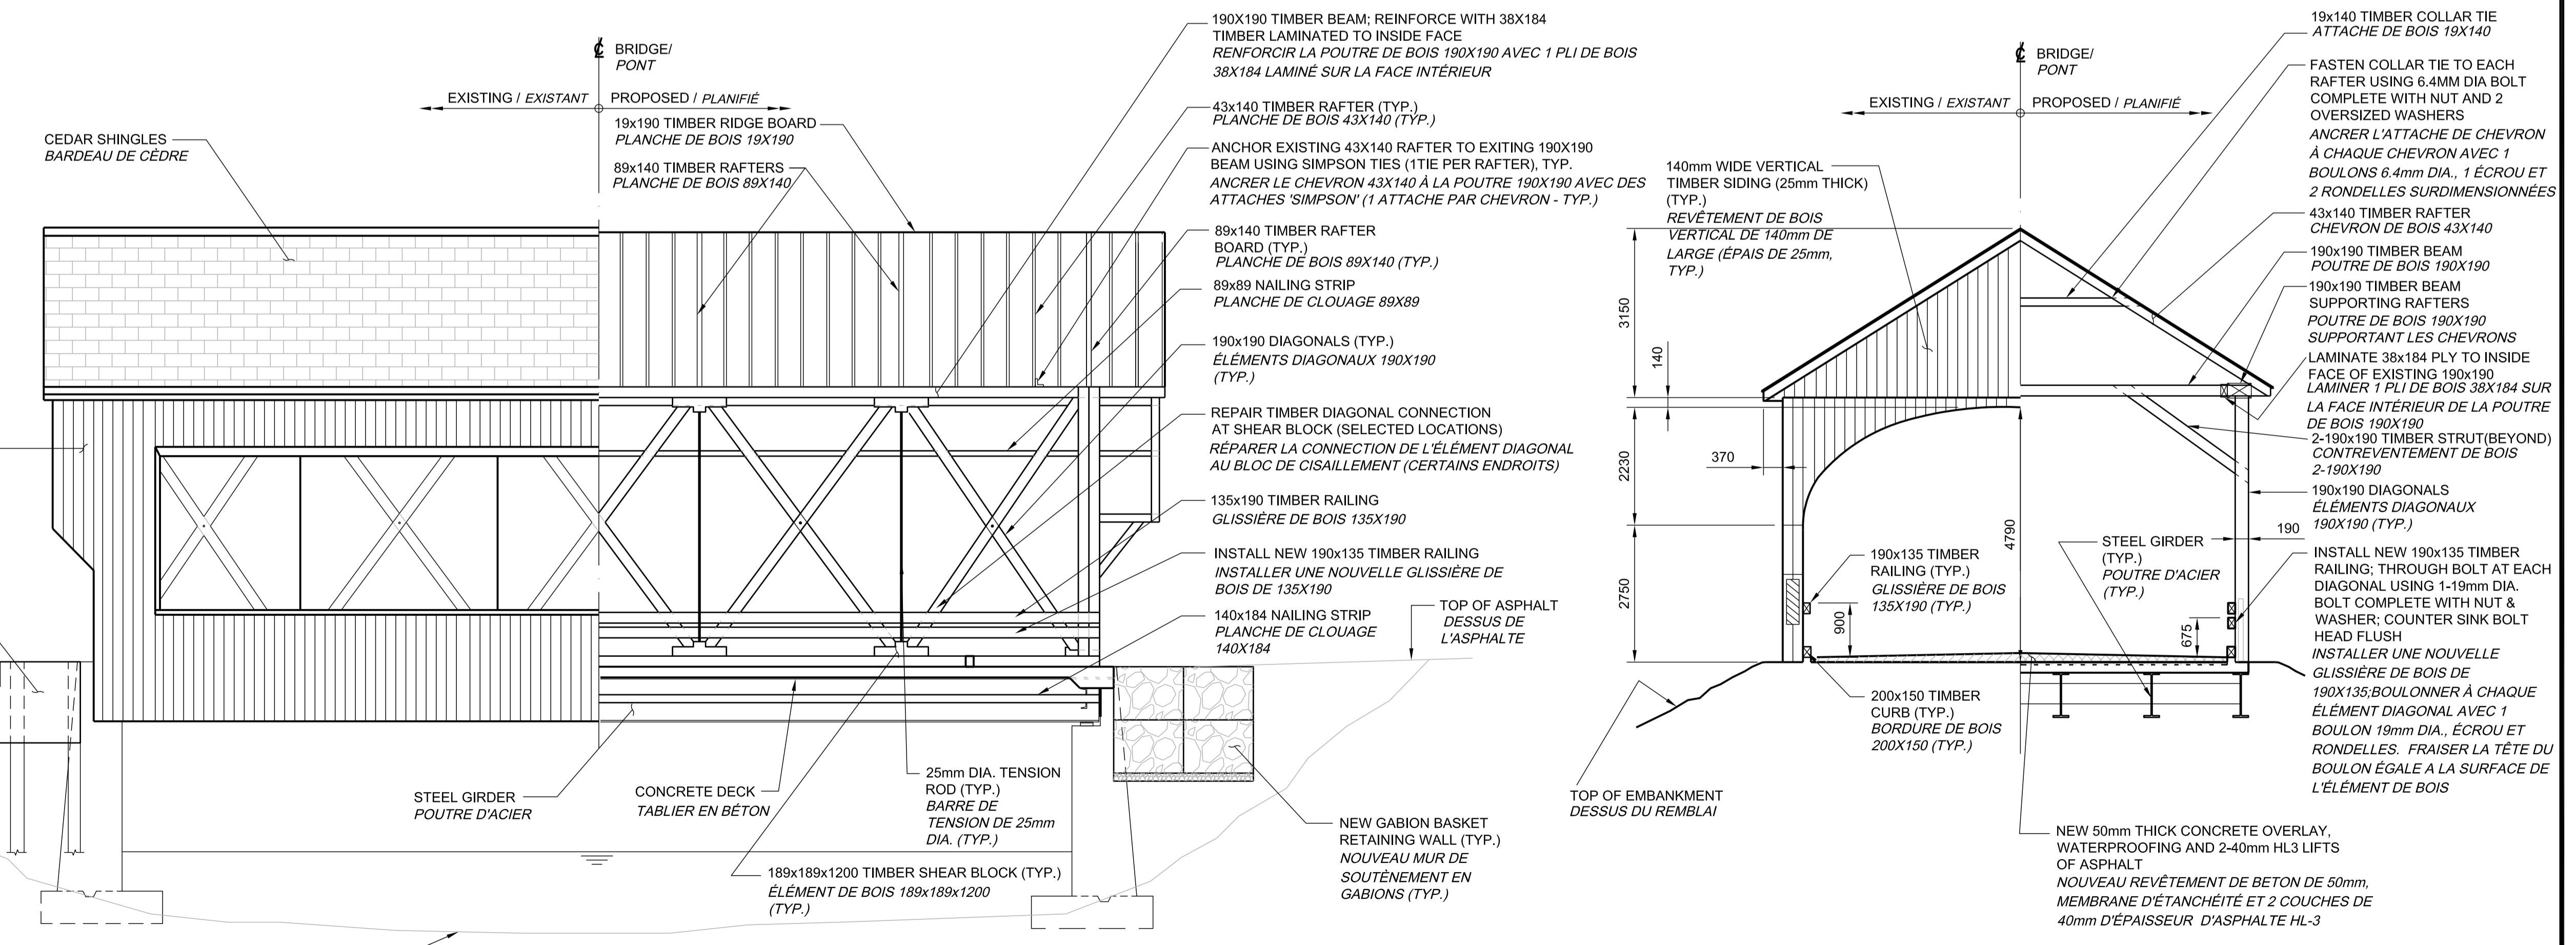 ℄ BRIDGE/
PONT
EXISTING / EXISTANT
PROPOSED / PLANIFIÉ
CEDAR SHINGLES
BARDEAU DE CÈDRE
19x190 TIMBER RIDGE BOARD
PLANCHE DE BOIS 19X190
89x140 TIMBER RAFTERS
PLANCHE DE BOIS 89X140
190X190 TIMBER BEAM; REINFORCE WITH 38X184
TIMBER LAMINATED TO INSIDE FACE
RENFORCIR LA POUTRE DE BOIS 190X190 AVEC 1 PLI DE BOIS
38X184 LAMINÉ SUR LA FACE INTÉRIEUR
43x140 TIMBER RAFTER (TYP.)
PLANCHE DE BOIS 43X140 (TYP.)
ANCHOR EXISTING 43X140 RAFTER TO EXITING 190X190
BEAM USING SIMPSON TIES (1TIE PER RAFTER), TYP.
ANCRER LE CHEVRON 43X140 À LA POUTRE 190X190 AVEC DES
ATTACHES 'SIMPSON' (1 ATTACHE PAR CHEVRON - TYP.)
89x140 TIMBER RAFTER
BOARD (TYP.)
PLANCHE DE BOIS 89X140 (TYP.)
89x89 NAILING STRIP
PLANCHE DE CLOUAGE 89X89
190x190 DIAGONALS (TYP.)
ÉLÉMENTS DIAGONAUX 190X190
(TYP.)
REPAIR TIMBER DIAGONAL CONNECTION
AT SHEAR BLOCK (SELECTED LOCATIONS)
RÉPARER LA CONNECTION DE L'ÉLÉMENT DIAGONAL
AU BLOC DE CISAILLEMENT (CERTAINS ENDROITS)
135x190 TIMBER RAILING
GLISSIÈRE DE BOIS 135X190
INSTALL NEW 190x135 TIMBER RAILING
INSTALLER UNE NOUVELLE GLISSIÈRE DE
BOIS DE 135X190
140x184 NAILING STRIP
PLANCHE DE CLOUAGE
140X184
TOP OF ASPHALT
DESSUS DE
L'ASPHALTE
STEEL GIRDER
POUTRE D'ACIER
CONCRETE DECK
TABLIER EN BÉTON
25mm DIA. TENSION
ROD (TYP.)
BARRE DE
TENSION DE 25mm
DIA. (TYP.)
189x189x1200 TIMBER SHEAR BLOCK (TYP.)
ÉLÉMENT DE BOIS 189x189x1200
(TYP.)
NEW GABION BASKET
RETAINING WALL (TYP.)
NOUVEAU MUR DE
SOUTÈNEMENT EN
GABIONS (TYP.)
℄ BRIDGE/
PONT
EXISTING / EXISTANT
PROPOSED / PLANIFIÉ
140mm WIDE VERTICAL
TIMBER SIDING (25mm THICK)
(TYP.)
REVÊTEMENT DE BOIS
VERTICAL DE 140mm DE
LARGE (ÉPAIS DE 25mm,
TYP.)
3150
140
370
2230
2750
4790
900
675
190
190x135 TIMBER
RAILING (TYP.)
GLISSIÈRE DE BOIS
135X190 (TYP.)
STEEL GIRDER
(TYP.)
POUTRE D'ACIER
(TYP.)
200x150 TIMBER
CURB (TYP.)
BORDURE DE BOIS
200X150 (TYP.)
TOP OF EMBANKMENT
DESSUS DU REMBLAI
19x140 TIMBER COLLAR TIE
ATTACHE DE BOIS 19X140
FASTEN COLLAR TIE TO EACH
RAFTER USING 6.4MM DIA BOLT
COMPLETE WITH NUT AND 2
OVERSIZED WASHERS
ANCRER L'ATTACHE DE CHEVRON
À CHAQUE CHEVRON AVEC 1
BOULONS 6.4mm DIA., 1 ÉCROU ET
2 RONDELLES SURDIMENSIONNÉES
43x140 TIMBER RAFTER
CHEVRON DE BOIS 43X140
190x190 TIMBER BEAM
POUTRE DE BOIS 190X190
190x190 TIMBER BEAM
SUPPORTING RAFTERS
POUTRE DE BOIS 190X190
SUPPORTANT LES CHEVRONS
LAMINATE 38x184 PLY TO INSIDE
FACE OF EXISTING 190x190
LAMINER 1 PLI DE BOIS 38X184 SUR
LA FACE INTÉRIEUR DE LA POUTRE
DE BOIS 190X190
2-190x190 TIMBER STRUT(BEYOND)
CONTREVENTEMENT DE BOIS
2-190X190
190x190 DIAGONALS
ÉLÉMENTS DIAGONAUX
190X190 (TYP.)
INSTALL NEW 190x135 TIMBER
RAILING; THROUGH BOLT AT EACH
DIAGONAL USING 1-19mm DIA.
BOLT COMPLETE WITH NUT &
WASHER; COUNTER SINK BOLT
HEAD FLUSH
INSTALLER UNE NOUVELLE
GLISSIÈRE DE BOIS DE
190X135;BOULONNER À CHAQUE
ÉLÉMENT DIAGONAL AVEC 1
BOULON 19mm DIA., ÉCROU ET
RONDELLES. FRAISER LA TÊTE DU
BOULON ÉGALE A LA SURFACE DE
L'ÉLÉMENT DE BOIS
NEW 50mm THICK CONCRETE OVERLAY,
WATERPROOFING AND 2-40mm HL3 LIFTS
OF ASPHALT
NOUVEAU REVÊTEMENT DE BETON DE 50mm,
MEMBRANE D'ÉTANCHÉITÉ ET 2 COUCHES DE
40mm D'ÉPAISSEUR D'ASPHALTE HL-3